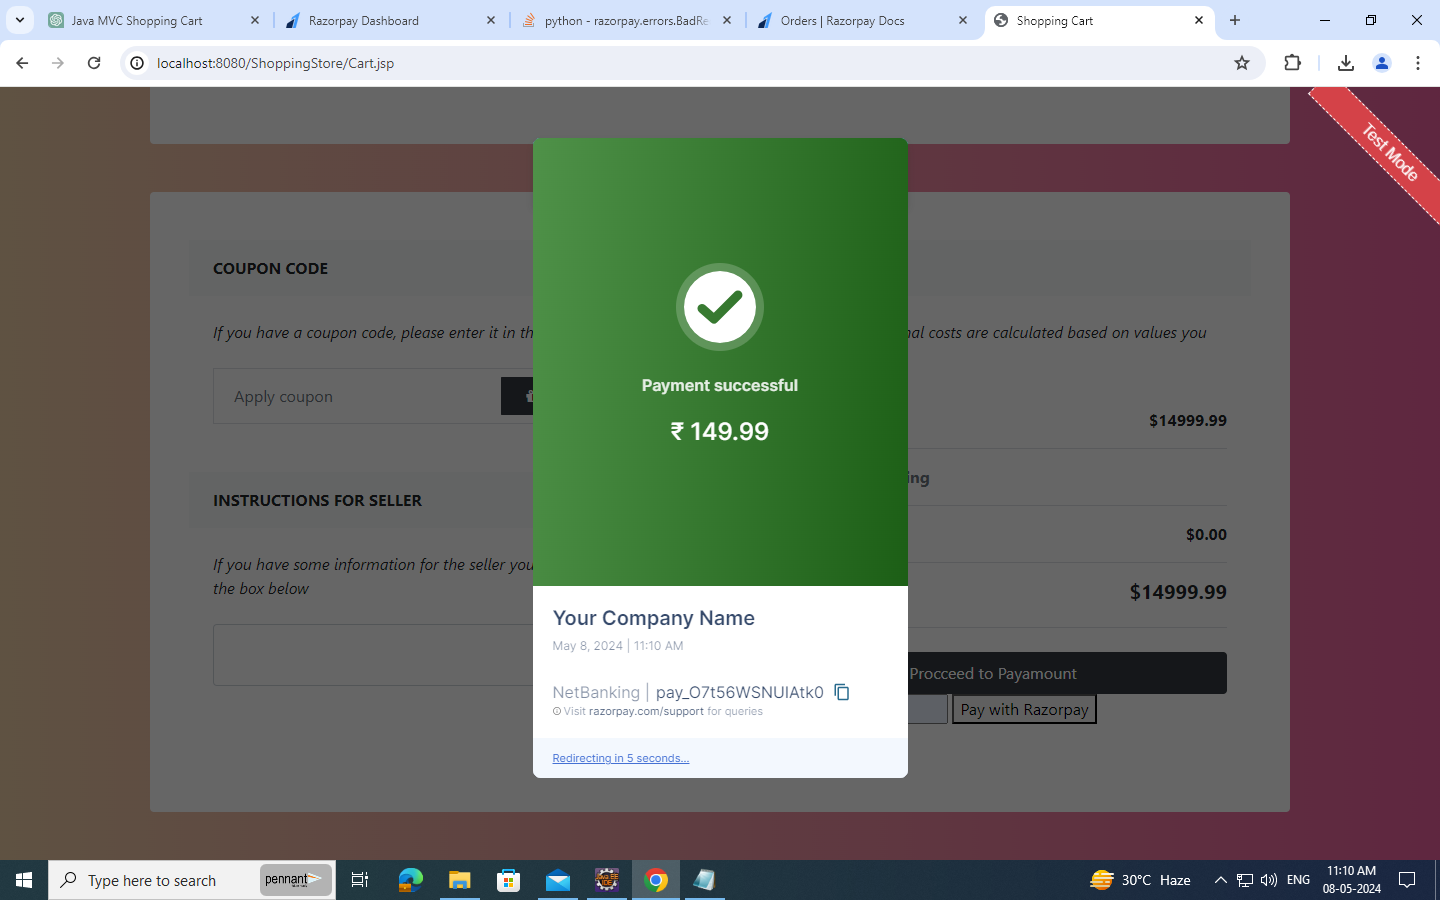 Java MVC Shopping Cart
Razorpay Dashboard
python - razorpay.errors.BadRe
Orders | Razorpay Docs
Shopping Cart
localhost:8080/ShoppingStore/Cart.jsp
Test Mode
COUPON CODE
If you have a coupon code, please enter it in th
nal costs are calculated based on values you
Apply coupon
$14999.99
ing
$0.00
$14999.99
INSTRUCTIONS FOR SELLER
If you have some information for the seller you
the box below
Procceed to Payamount
Pay with Razorpay
Payment successful
₹ 149.99
Your Company Name
May 8, 2024 | 11:10 AM
NetBanking | pay_O7t56WSNUIAtk0
Visit razorpay.com/support for queries
Redirecting in 5 seconds...
Type here to search
pennant
30°C Haze
ENG
11:10 AM
08-05-2024